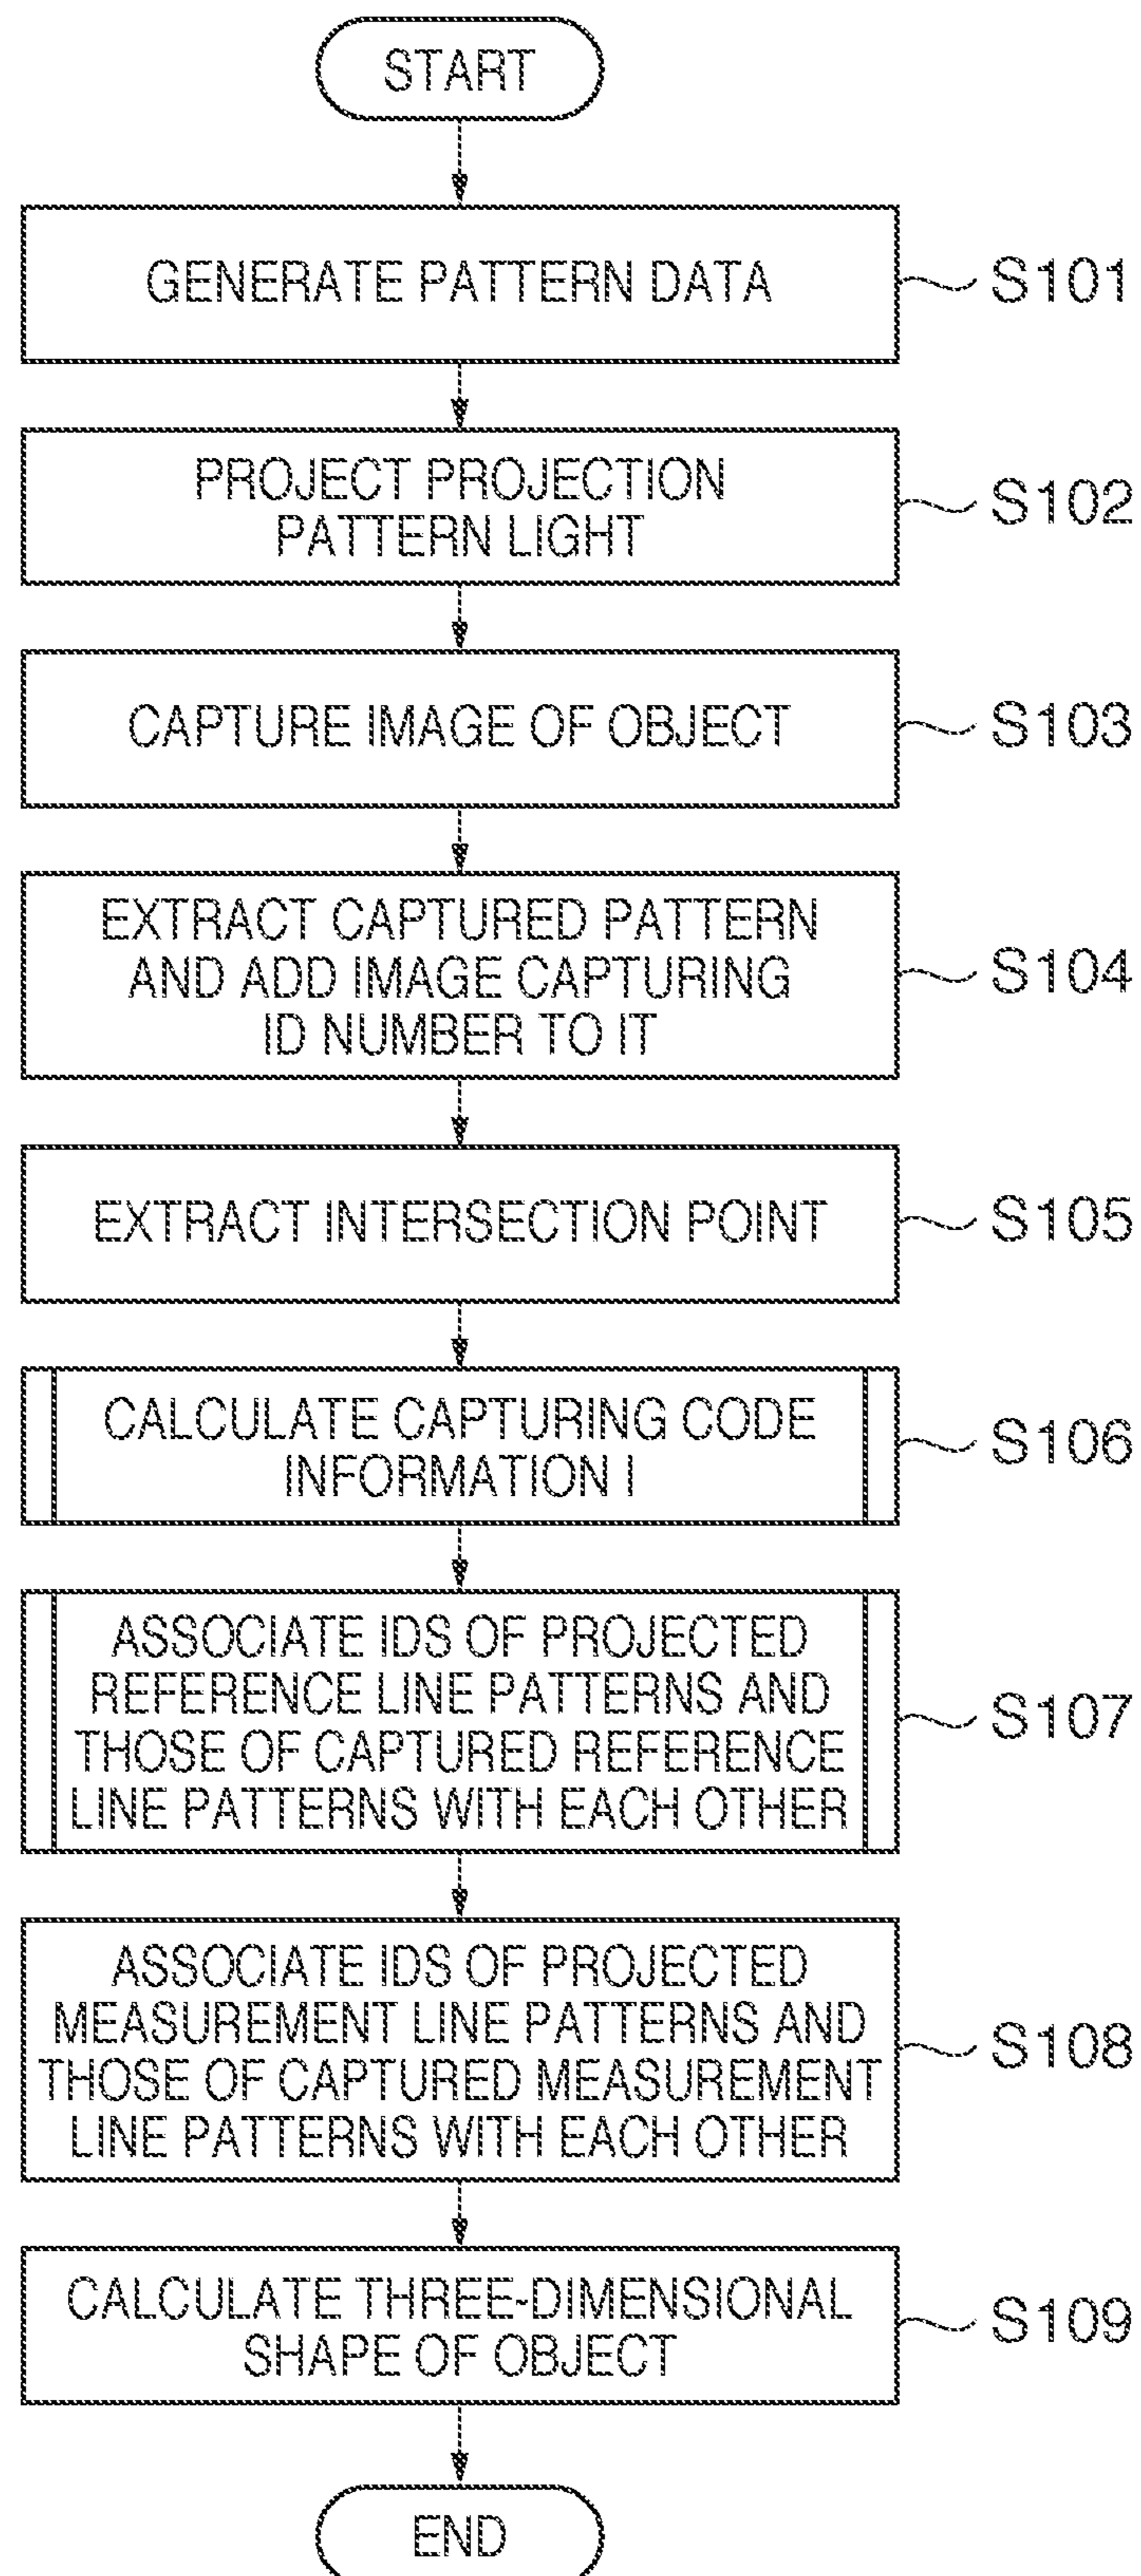 START
GENERATE PATTERN DATA
S101
PROJECT PROJECTION
PATTERN LIGHT
S102
CAPTURE IMAGE OF OBJECT
S103
EXTRACT CAPTURED PATTERN
AND ADD IMAGE CAPTURING
ID NUMBER TO IT
S104
EXTRACT INTERSECTION POINT
S105
CALCULATE CAPTURING CODE
INFORMATION I
S106
ASSOCIATE IDS OF PROJECTED
REFERENCE LINE PATTERNS AND
THOSE OF CAPTURED REFERENCE
LINE PATTERNS WITH EACH OTHER
S107
ASSOCIATE IDS OF PROJECTED
MEASUREMENT LINE PATTERNS AND
THOSE OF CAPTURED MEASUREMENT
LINE PATTERNS WITH EACH OTHER
S108
CALCULATE THREE-DIMENSIONAL
SHAPE OF OBJECT
S109
END